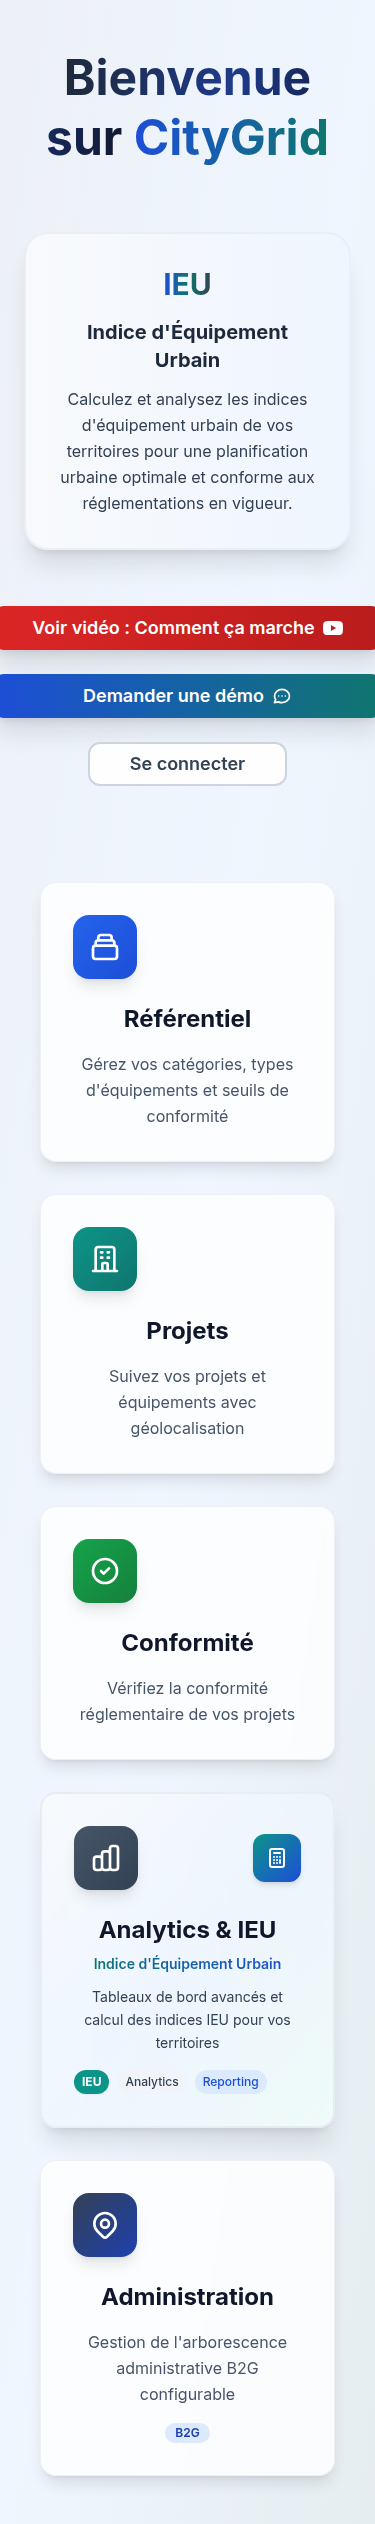 Bienvenue
sur CityGrid
IEU
Indice d'Équipement
Urbain
Calculez et analysez les indices
d'équipement urbain de vos
territoires pour une planification
urbaine optimale et conforme aux
réglementations en vigueur.
Voir vidéo : Comment ça marche
Demander une démo
Se connecter
Référentiel
Gérez vos catégories, types
d'équipements et seuils de
conformité
Projets
Suivez vos projets et
équipements avec
géolocalisation
Conformité
Vérifiez la conformité
réglementaire de vos projets
Analytics & IEU
Indice d'Équipement Urbain
Tableaux de bord avancés et
calcul des indices IEU pour vos
territoires
IEU Analytics Reporting
Administration
Gestion de l'arborescence
administrative B2G
configurable
B2G